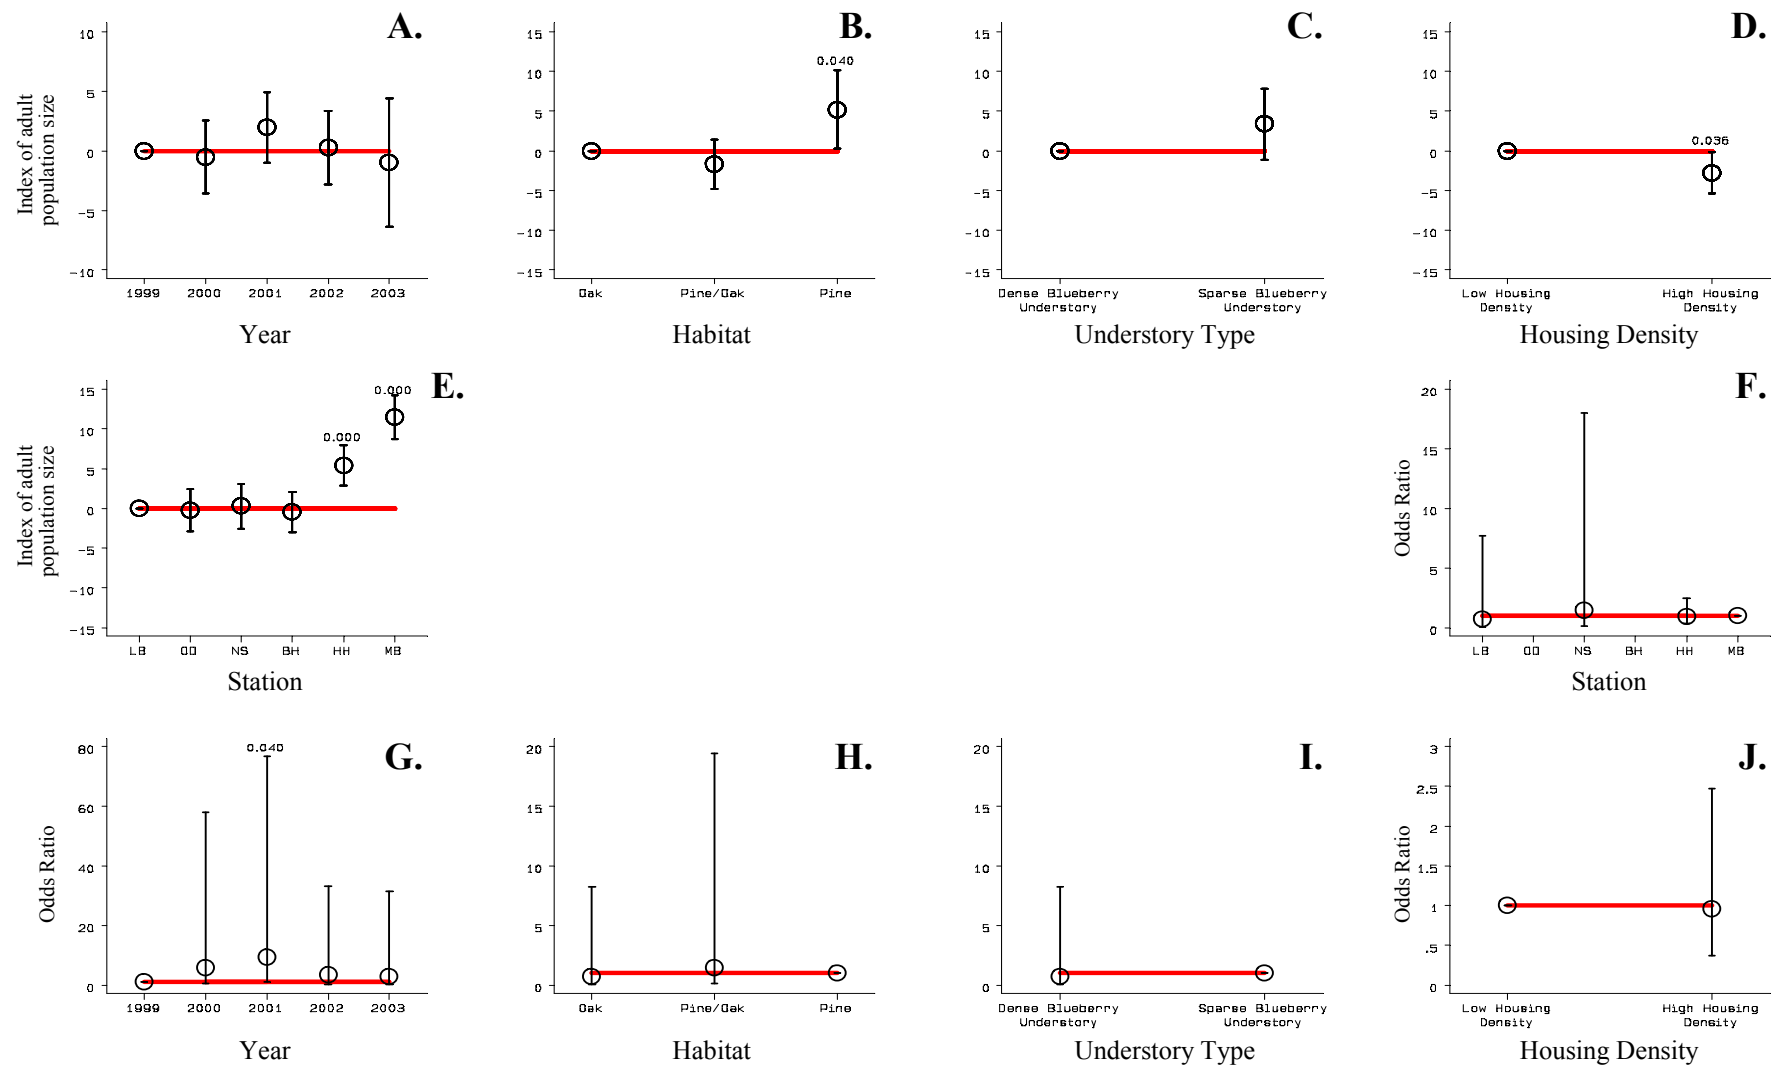 A.
10
5
0
-5
-10
Index of adult
population size
1999 2000 2001 2002 2003
Year
B.
0.040
15
10
5
0
-5
-10
-15
Oak Pine/Oak Pine
Habitat
C.
15
10
5
0
-5
-10
-15
Dense Blueberry Sparse Blueberry
Understory Understory
Understory Type
D.
0.036
15
10
5
0
-5
-10
-15
Low Housing High Housing
Density Density
Housing Density
E.
0.000
0.000
15
10
5
0
-5
-10
-15
Index of adult
population size
LB OD NS BH HH MB
Station
F.
20
15
10
5
0
Odds Ratio
LB OD NS BH HH MB
Station
G.
0.040
80
60
40
20
0
Odds Ratio
1999 2000 2001 2002 2003
Year
H.
20
15
10
5
0
Oak Pine/Oak Pine
Habitat
I.
20
15
10
5
0
Dense Blueberry Sparse Blueberry
Understory Understory
Understory Type
J.
3
2.5
2
1.5
1
.5
0
Odds Ratio
Low Housing High Housing
Density Density
Housing Density